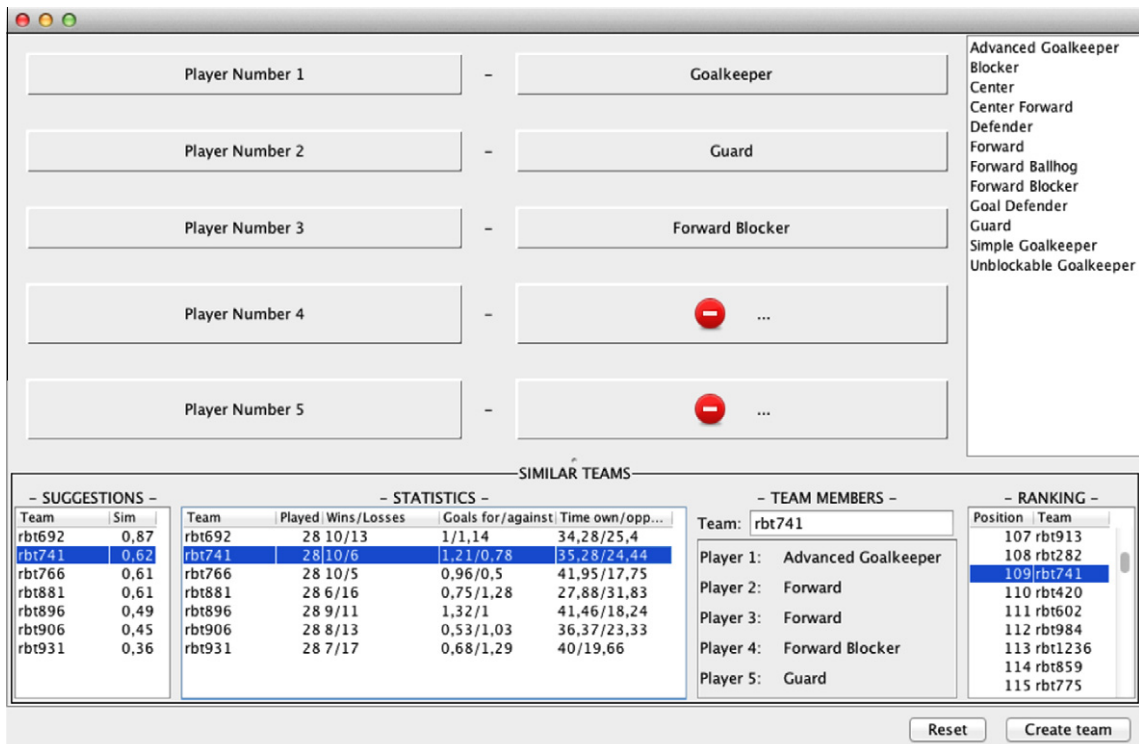 Player Number 1 - Goalkeeper
Player Number 2 - Guard
Player Number 3 - Forward Blocker
Player Number 4 - ...
Player Number 5 - ...
Advanced Goalkeeper
Blocker
Center
Center Forward
Defender
Forward
Forward Ballhog
Forward Blocker
Goal Defender
Guard
Simple Goalkeeper
Unblockable Goalkeeper
SIMILAR TEAMS
- SUGGESTIONS -
Team Sim
rbt692 0,87
rbt741 0,62
rbt766 0,61
rbt881 0,61
rbt896 0,49
rbt906 0,45
rbt931 0,36
- STATISTICS -
Team Played Wins/Losses Goals for/against Time own/opp...
rbt692 28 10/13 1/1,14 34,28/25,4
rbt741 28 10/6 1,21/0,78 35,28/24,44
rbt766 28 10/5 0,96/0,5 41,95/17,75
rbt881 28 6/16 0,75/1,28 27,88/31,83
rbt896 28 9/11 1,32/1 41,46/18,24
rbt906 28 8/13 0,53/1,03 36,37/23,33
rbt931 28 7/17 0,68/1,29 40/19,66
- TEAM MEMBERS -
Team: rbt741
Player 1: Advanced Goalkeeper
Player 2: Forward
Player 3: Forward
Player 4: Forward Blocker
Player 5: Guard
- RANKING -
Position Team
107 rbt913
108 rbt282
109 rbt741
110 rbt420
111 rbt602
112 rbt984
113 rbt1236
114 rbt859
115 rbt775
Reset Create team